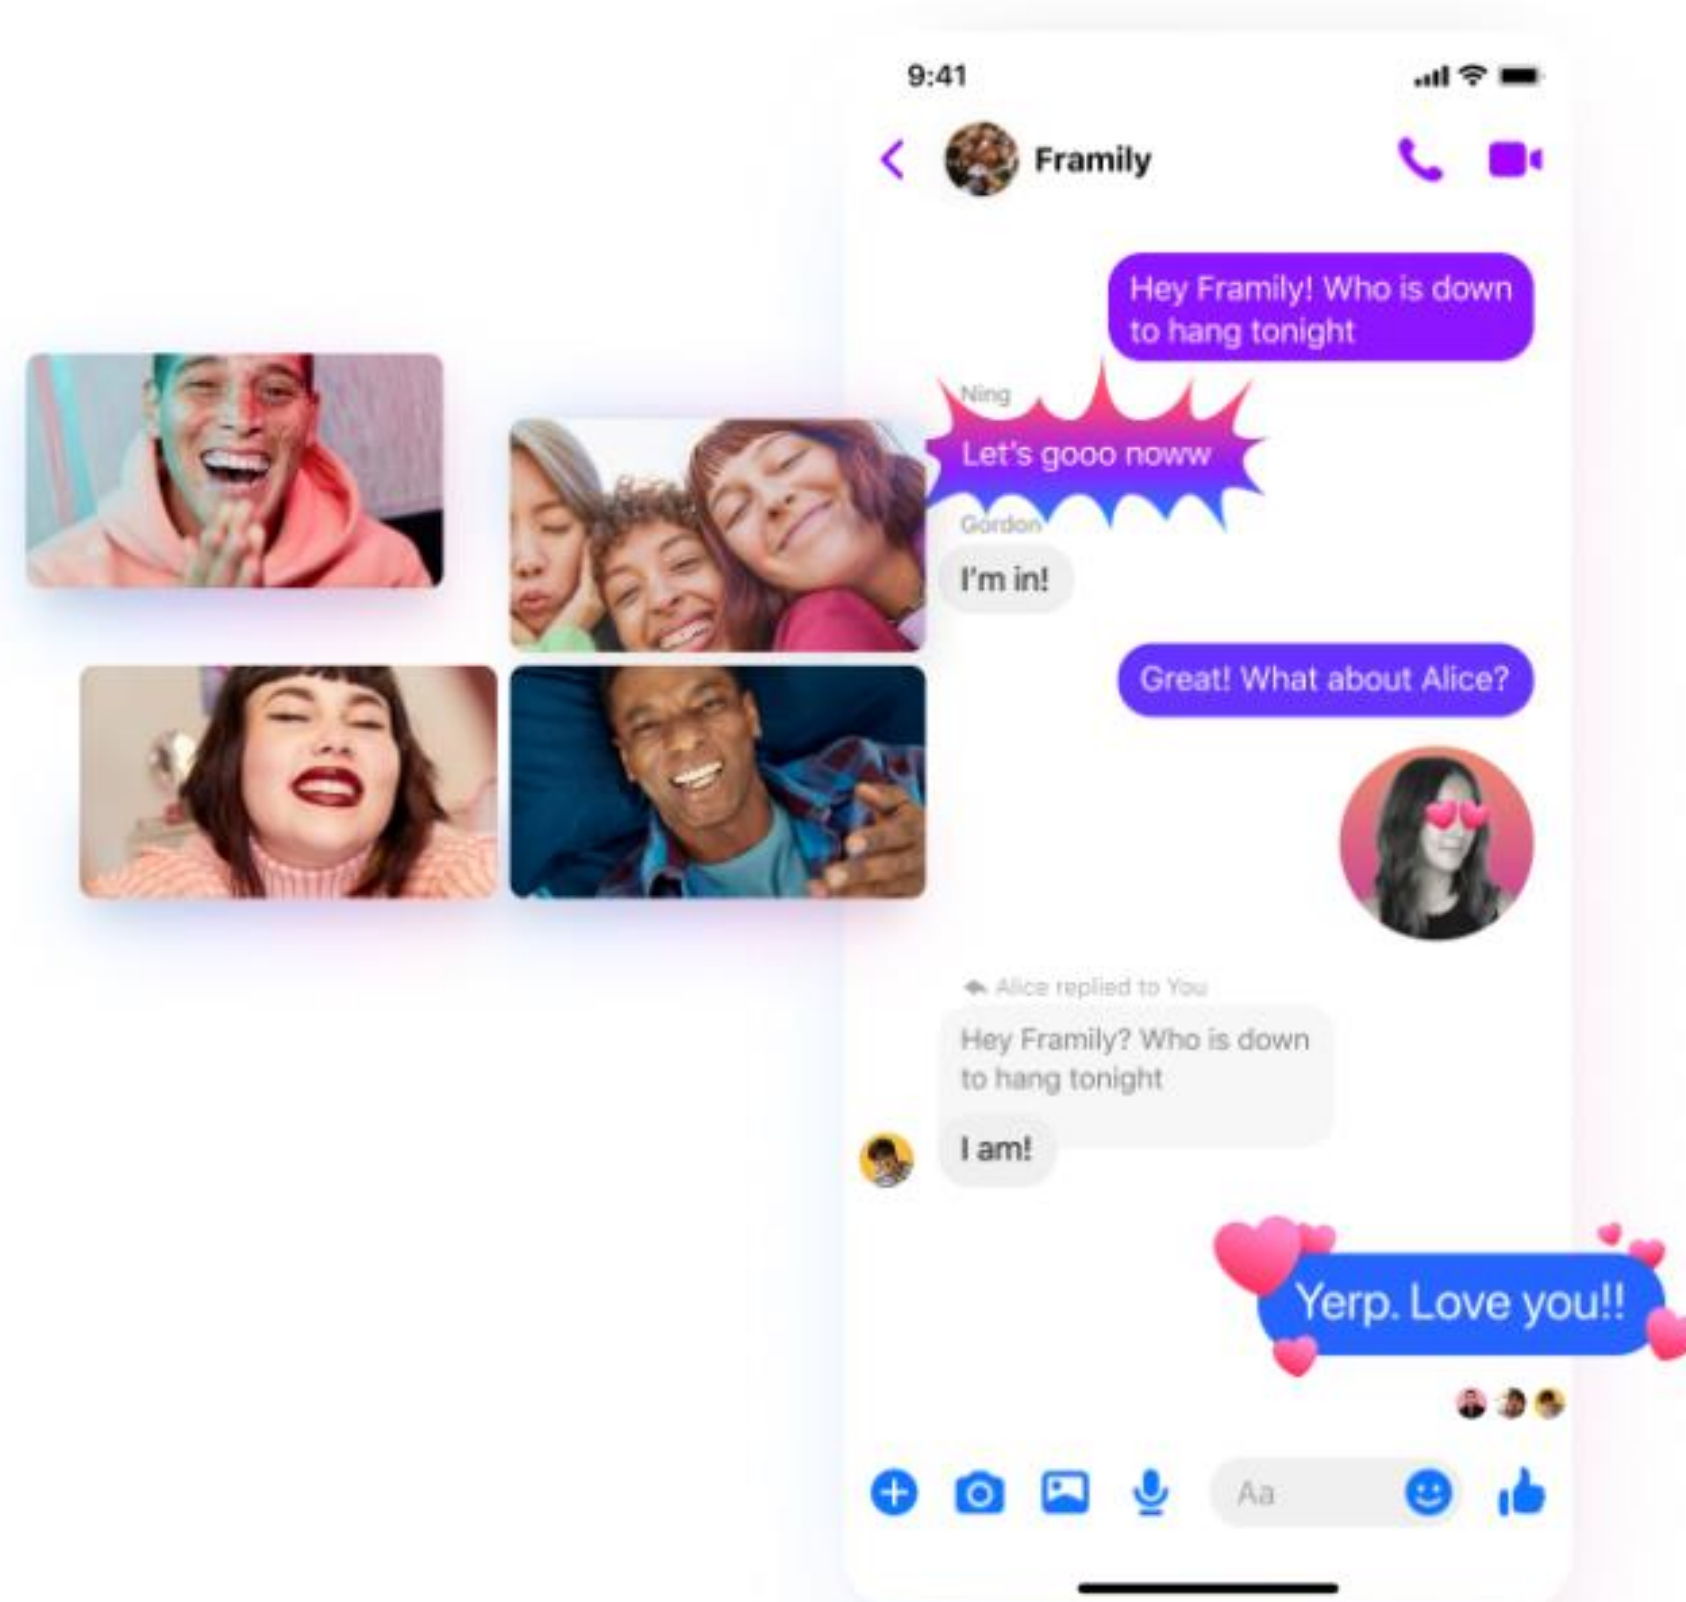 9:41
Framily
Hey Framily! Who is down
to hang tonight
Ning
Let's gooo noww
Gordon
I'm in!
Great! What about Alice?
Alice replied to You
Hey Framily? Who is down
to hang tonight
I am!
Yerp. Love you!!
Aa